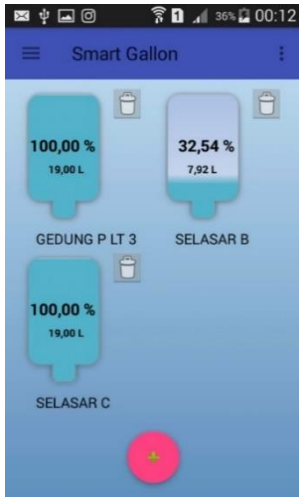 1 36% 00:12
Smart Gallon
100,00 %
19,00 L
32,54 %
7,92 L
GEDUNG P LT 3
SELASAR B
100,00 %
19,00 L
SELASAR C